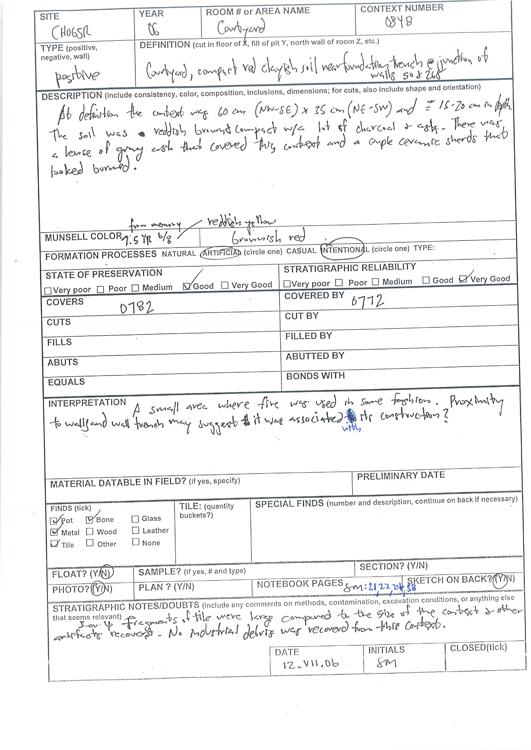 SITE CH06SR
YEAR 06
ROOM # or AREA NAME Courtyard
CONTEXT NUMBER 0848
TYPE (positive, negative, wall) positive
DEFINITION (cut in floor of X, fill of pit Y, north wall of room Z, etc.)
Courtyard, compact red clayish soil near foundation trench @ junction of
walls 50 & 268
DESCRIPTION (include consistency, color, composition, inclusions, dimensions; for cuts, also include shape and orientation)
At definition the context was 60 cm (NW-SE) x 35 cm (NE-SW) and = 15-20 cm in depth
The soil was reddish brown & compact w/ a lot of charcoal & ash. There was
a lense of gray ash that covered this context and a couple ceramic sherds that
looked burned.
from memory reddish yellow
MUNSELL COLOR 7.5 YR 6/8 brownish red
FORMATION PROCESSES NATURAL ARTIFICIAL (circle one) CASUAL INTENTIONAL (circle one) TYPE:
STATE OF PRESERVATION
Very poor Poor Medium Good Very Good
STRATIGRAPHIC RELIABILITY
Very poor Poor Medium Good Very Good
COVERS 0782
COVERED BY 0772
CUTS
CUT BY
FILLS
FILLED BY
ABUTS
ABUTTED BY
EQUALS
BONDS WITH
INTERPRETATION A small area where fire was used in some fashion. Proximity
to wall and wall trench may suggest it was associated with its construction?
MATERIAL DATABLE IN FIELD? (if yes, specify)
PRELIMINARY DATE
FINDS (tick)
Pot Bone Glass
Metal Wood Leather
Tile Other None
TILE: (quantity buckets?)
SPECIAL FINDS (number and description, continue on back if necessary)
FLOAT? (Y/N)
SAMPLE? (if yes, # and type)
SECTION? (Y/N)
PHOTO? (Y/N)
PLAN ? (Y/N)
NOTEBOOK PAGES SM: 21, 22, 24, 38
SKETCH ON BACK? (Y/N)
STRATIGRAPHIC NOTES/DOUBTS (include any comments on methods, contamination, excavation conditions, or anything else
that seems relevant)
fragments of tile were large compared to the size of the context & other
artifacts recovered - No industrial debris was recovered from this context.
DATE 12.VII.06
INITIALS SM
CLOSED(tick)